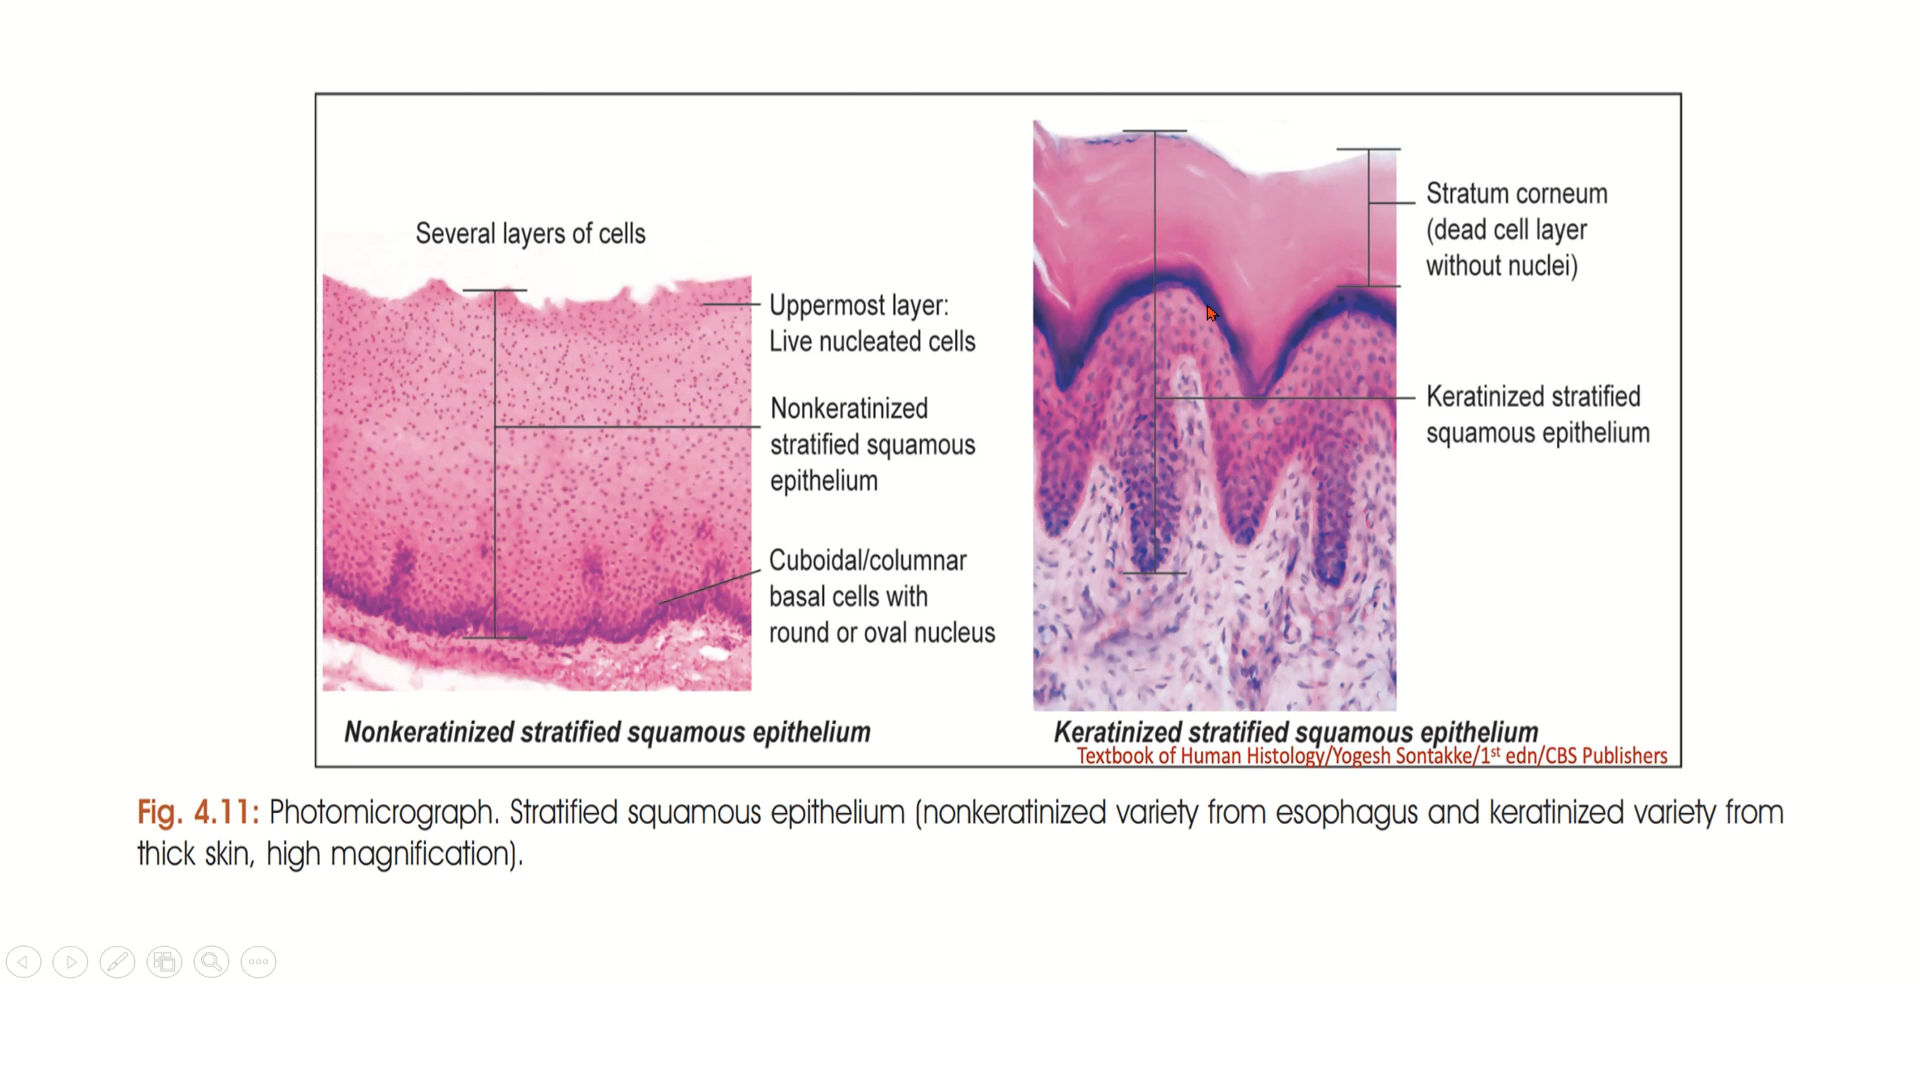 Several layers of cells
Uppermost layer:
Live nucleated cells
Nonkeratinized
stratified squamous
epithelium
Cuboidal/columnar
basal cells with
round or oval nucleus
Nonkeratinized stratified squamous epithelium
Stratum corneum
(dead cell layer
without nuclei)
Keratinized stratified
squamous epithelium
Keratinized stratified squamous epithelium
Textbook of Human Histology/Yogesh Sontakke/1st edn/CBS Publishers
Fig. 4.11: Photomicrograph. Stratified squamous epithelium (nonkeratinized variety from esophagus and keratinized variety from
thick skin, high magnification).